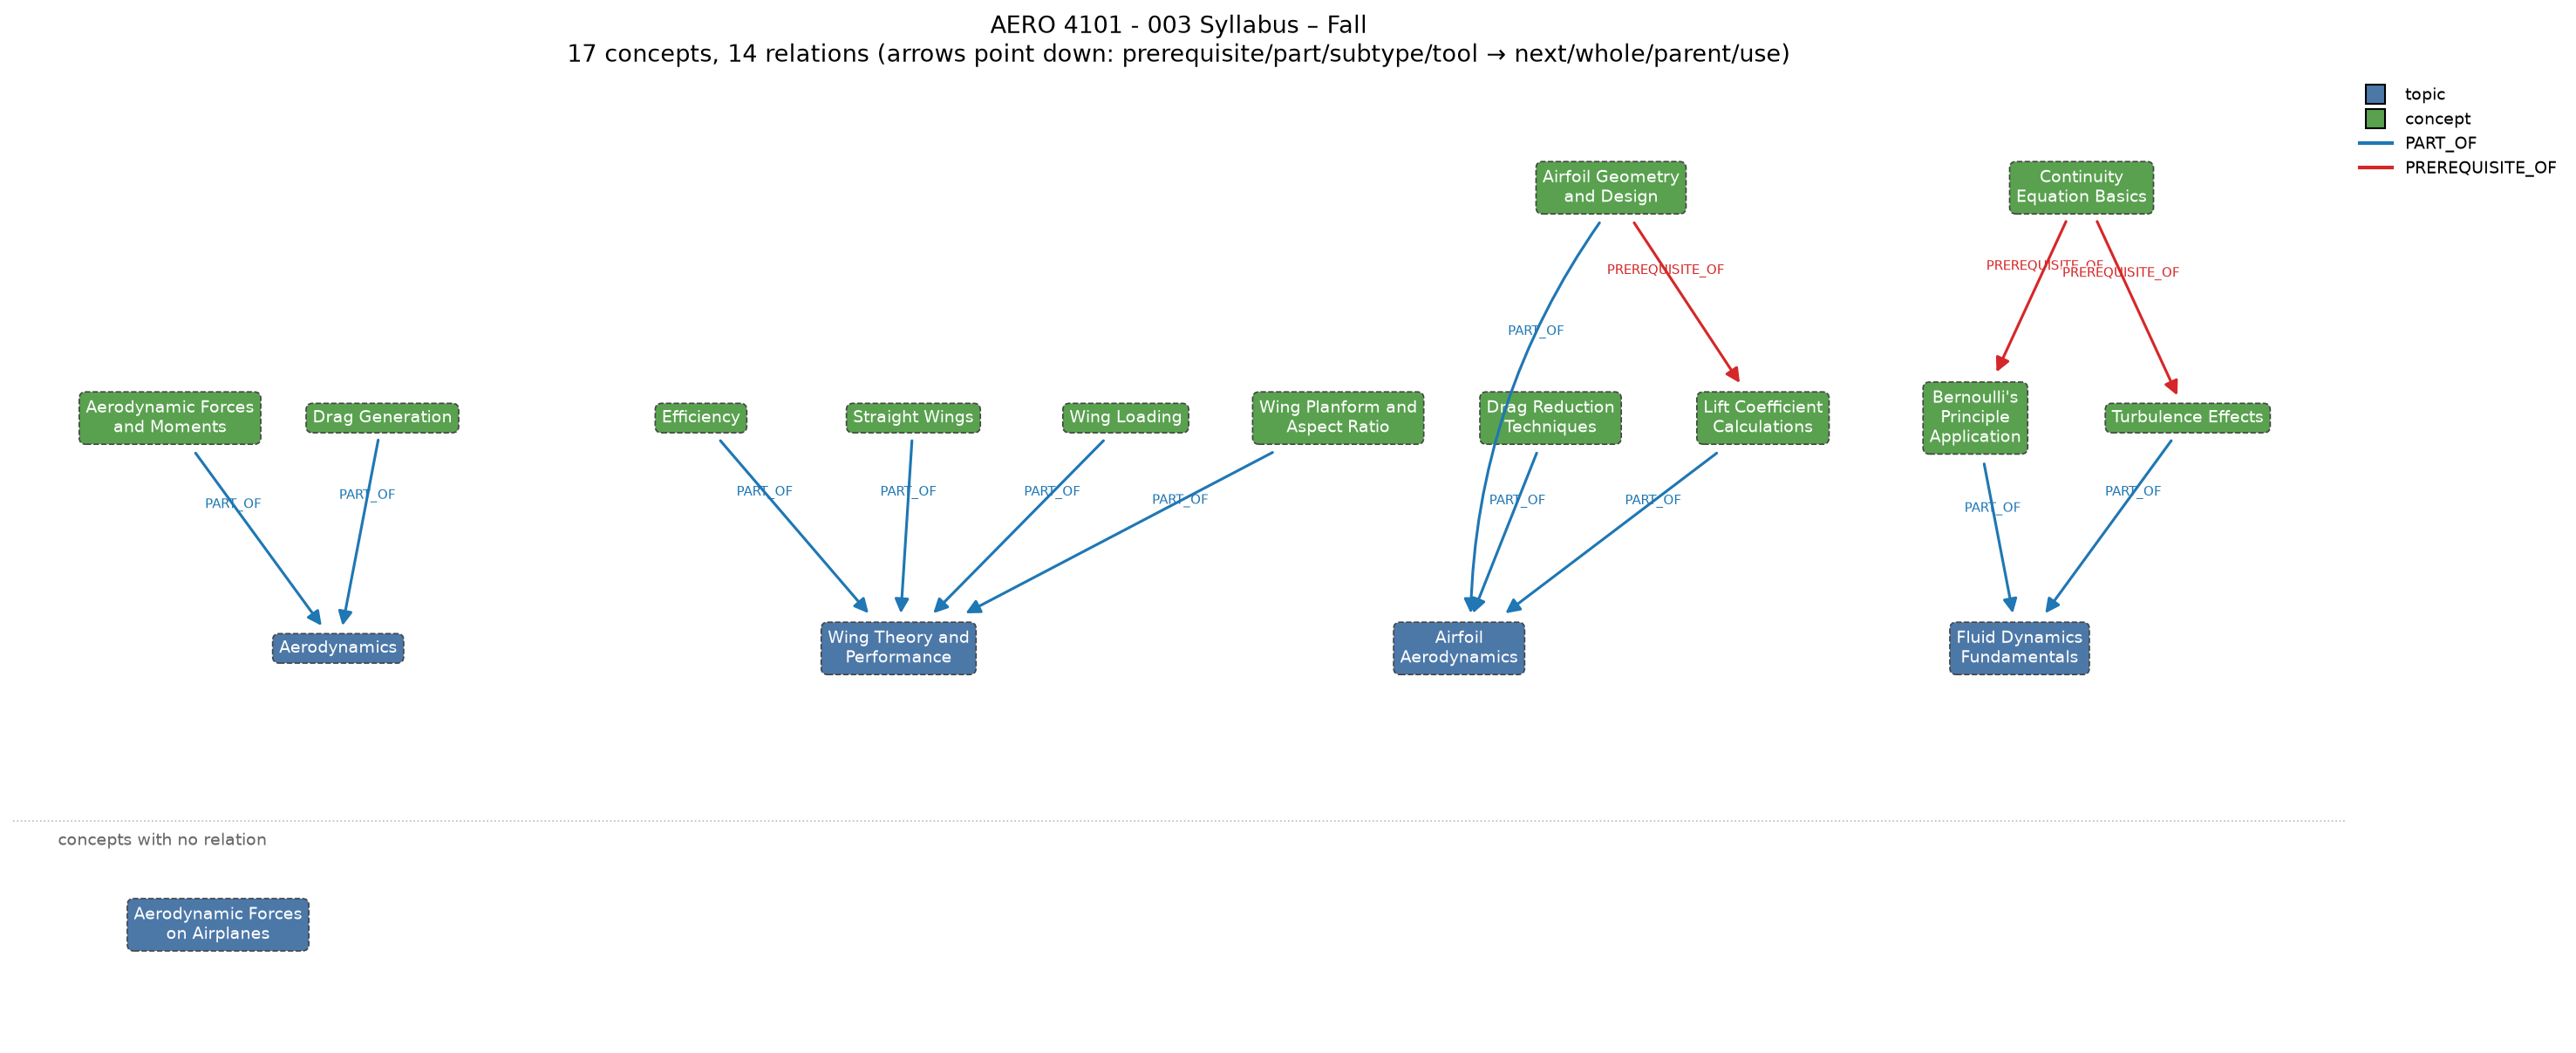 AERO 4101 - 003 Syllabus – Fall
17 concepts, 14 relations (arrows point down: prerequisite/part/subtype/tool → next/whole/parent/use)
topic
concept
PART_OF
PREREQUISITE_OF
Airfoil Geometry
and Design
Continuity
Equation Basics
PREREQUISITE_OF
PREREQUISITE_OF
PREREQUISITE_OF
PART_OF
Aerodynamic Forces
and Moments
Drag Generation
Efficiency
Straight Wings
Wing Loading
Wing Planform and
Aspect Ratio
Drag Reduction
Techniques
Lift Coefficient
Calculations
Bernoulli's
Principle
Application
Turbulence Effects
PART_OF
PART_OF
PART_OF
PART_OF
PART_OF
PART_OF
PART_OF
PART_OF
PART_OF
PART_OF
Aerodynamics
Wing Theory and
Performance
Airfoil
Aerodynamics
Fluid Dynamics
Fundamentals
concepts with no relation
Aerodynamic Forces
on Airplanes